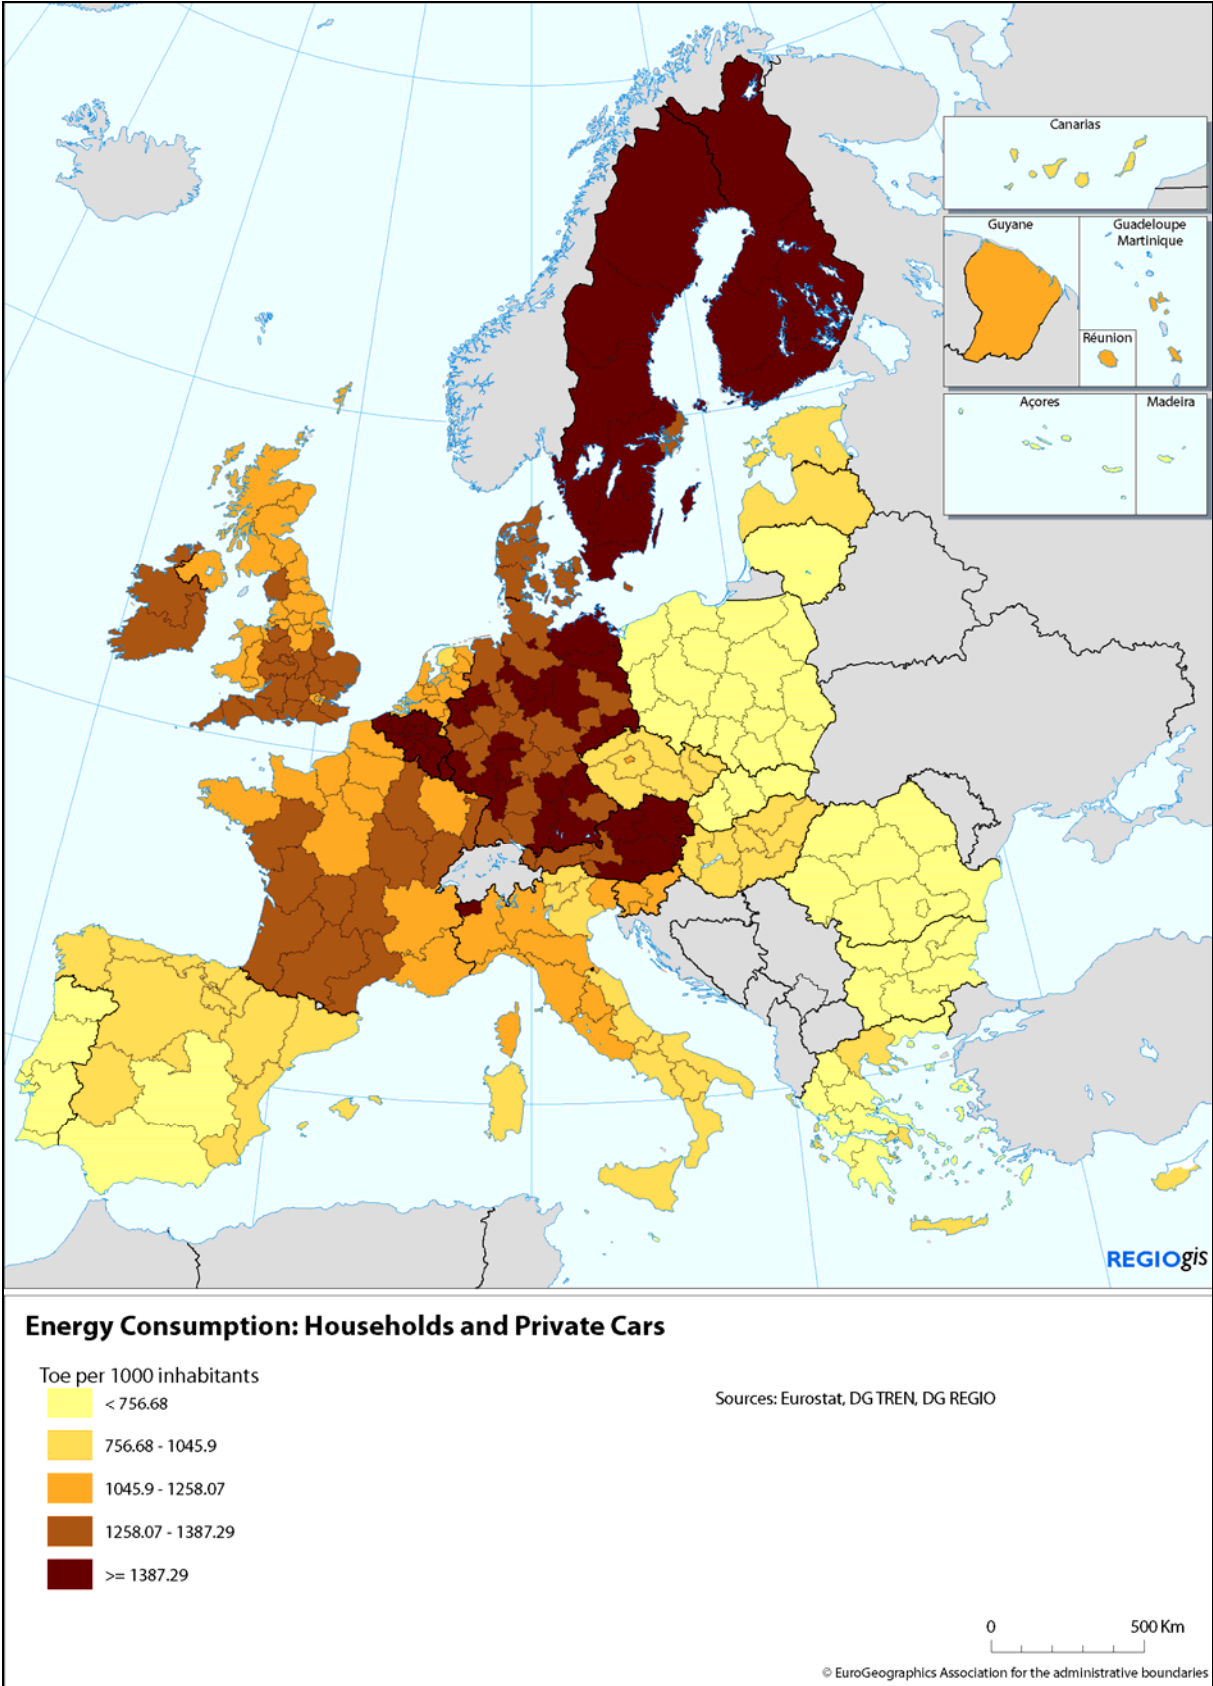 Canarias
Guyane
Guadeloupe
Martinique
Réunion
Açores
Madeira
REGIOgis
Energy Consumption: Households and Private Cars
Toe per 1000 inhabitants
< 756.68
756.68 - 1045.9
1045.9 - 1258.07
1258.07 - 1387.29
>= 1387.29
Sources: Eurostat, DG TREN, DG REGIO
0 500 Km
© EuroGeographics Association for the administrative boundaries